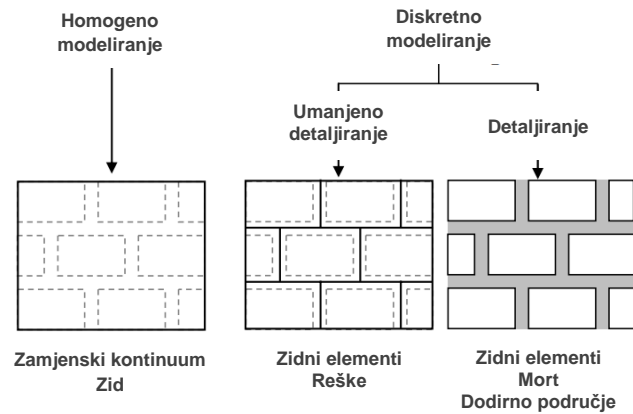 Homogeno
modeliranje
Diskretno
modeliranje
Umanjeno
detaljiranje
Detaljiranje
Zamjenski kontinuum
Zid
Zidni elementi
Reške
Zidni elementi
Mort
Dodirno područje